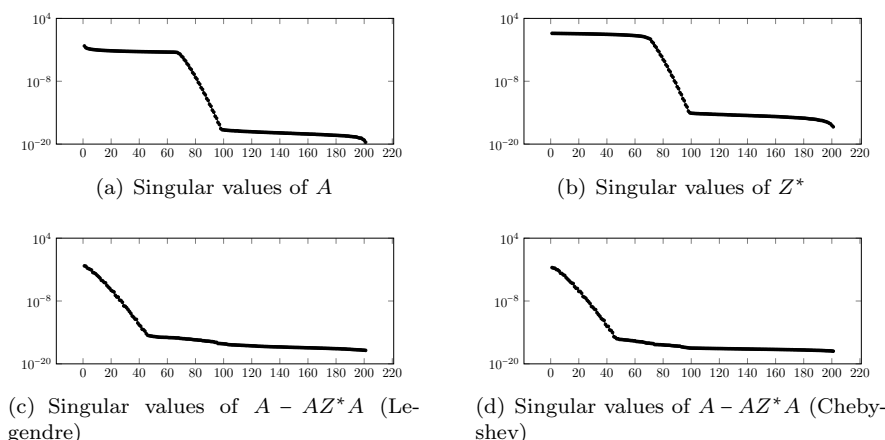 10^4
10^-8
10^-20
0 20 40 60 80 100 120 140 160 180 200 220
(a) Singular values of A
10^4
10^-8
10^-20
0 20 40 60 80 100 120 140 160 180 200 220
(b) Singular values of Z*
10^4
10^-8
10^-20
0 20 40 60 80 100 120 140 160 180 200 220
(c) Singular values of A − AZ*A (Le-
gendre)
10^4
10^-8
10^-20
0 20 40 60 80 100 120 140 160 180 200 220
(d) Singular values of A − AZ*A (Cheby-
shev)